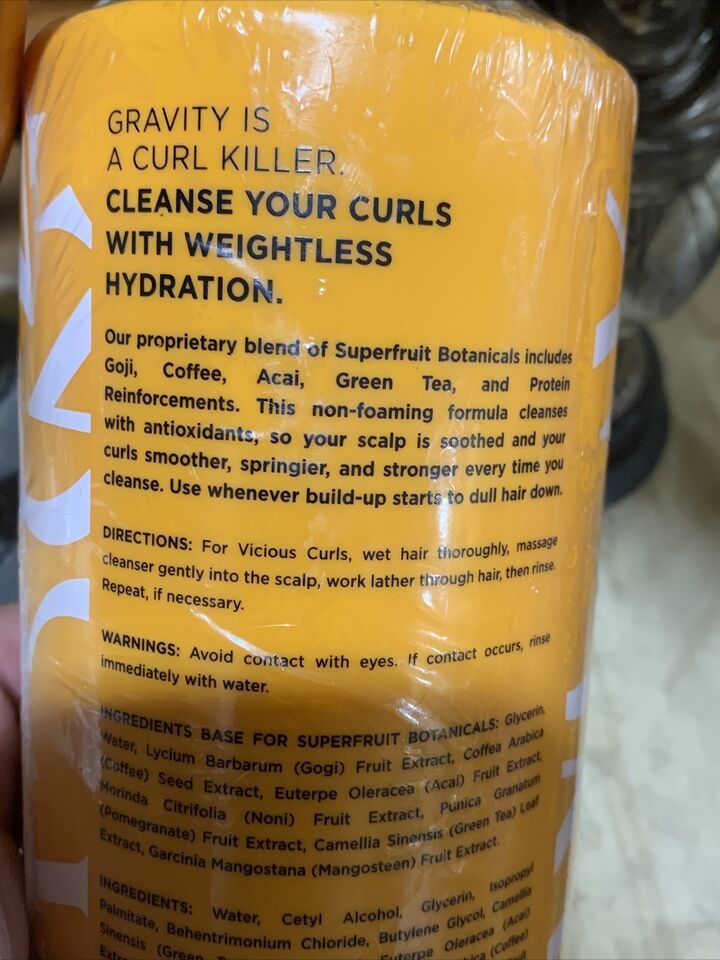 GRAVITY IS
A CURL KILLER.
CLEANSE YOUR CURLS
WITH WEIGHTLESS
HYDRATION.
Our proprietary blend of Superfruit Botanicals includes
Goji, Coffee, Acai, Green Tea, and Protein
Reinforcements. This non-foaming formula cleanses
with antioxidants, so your scalp is soothed and your
curls smoother, springier, and stronger every time you
cleanse. Use whenever build-up starts to dull hair down.
DIRECTIONS: For Vicious Curls, wet hair thoroughly, massage
cleanser gently into the scalp, work lather through hair, then rinse.
Repeat, if necessary.
WARNINGS: Avoid contact with eyes. If contact occurs, rinse
immediately with water.
INGREDIENTS BASE FOR SUPERFRUIT BOTANICALS: Glycerin,
Water, Lycium Barbarum (Gogi) Fruit Extract, Coffea Arabica
(Coffee) Seed Extract, Euterpe Oleracea (Acai) Fruit Extract,
Morinda Citrifolia (Noni) Fruit Extract, Punica Granatum
(Pomegranate) Fruit Extract, Camellia Sinensis (Green Tea) Leaf
Extract, Garcinia Mangostana (Mangosteen) Fruit Extract.
INGREDIENTS: Water, Cetyl Alcohol, Glycerin, Isopropyl
Palmitate, Behentrimonium Chloride, Butylene Glycol, Camellia
Sinensis (Green Euterpe Oleracea (Acai)
(Coffee)